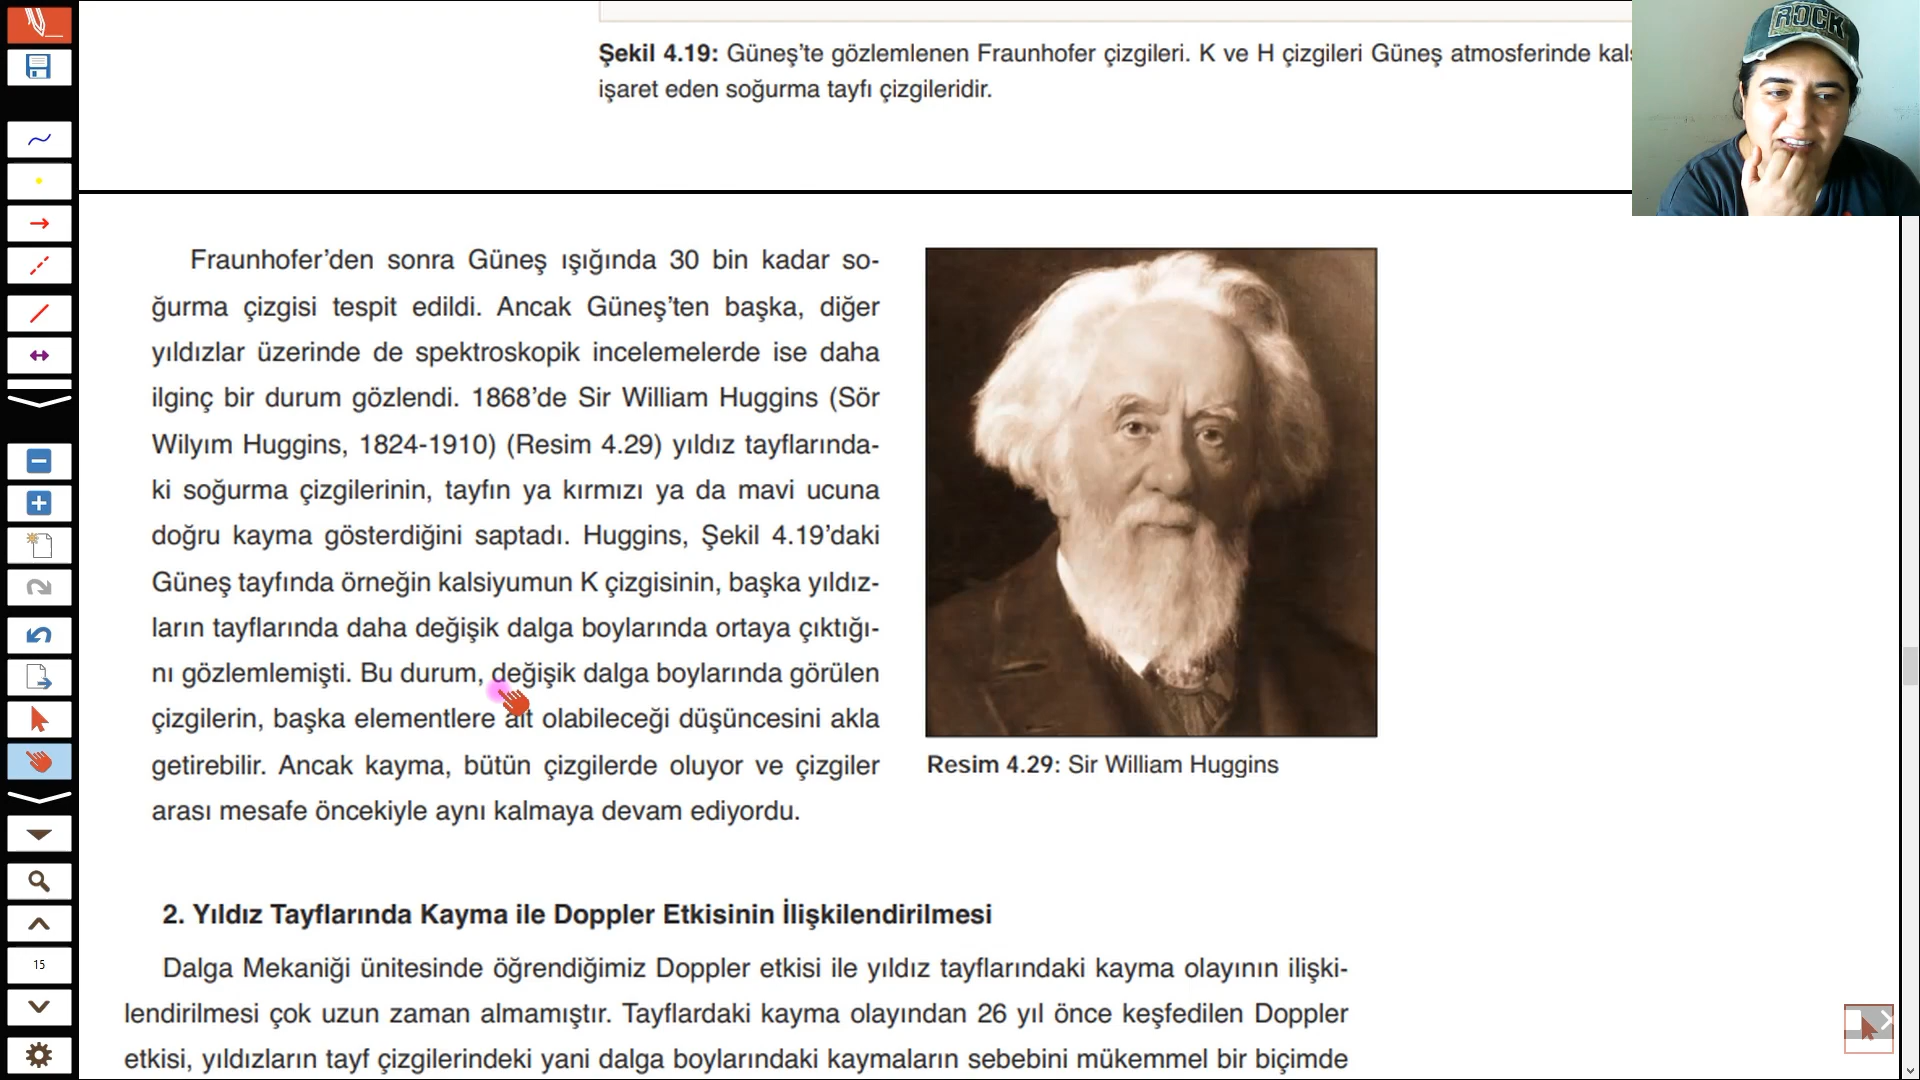 Şekil 4.19: Güneş'te gözlemlenen Fraunhofer çizgileri. K ve H çizgileri Güneş atmosferinde
işaret eden soğurma tayfı çizgileridir.
ROCK
Fraunhofer'den sonra Güneş ışığında 30 bin kadar so-
ğurma çizgisi tespit edildi. Ancak Güneş'ten başka, diğer
yıldızlar üzerinde de spektroskopik incelemelerde ise daha
ilginç bir durum gözlendi. 1868'de Sir William Huggins (Sör
Wilyım Huggins, 1824-1910) (Resim 4.29) yıldız tayflarında-
ki soğurma çizgilerinin, tayfın ya kırmızı ya da mavi ucuna
doğru kayma gösterdiğini saptadı. Huggins, Şekil 4.19'daki
Güneş tayfında örneğin kalsiyumun K çizgisinin, başka yıldız-
ların tayflarında daha değişik dalga boylarında ortaya çıktığı-
nı gözlemlemişti. Bu durum, değişik dalga boylarında görülen
çizgilerin, başka elementlere ait olabileceği düşüncesini akla
getirebilir. Ancak kayma, bütün çizgilerde oluyor ve çizgiler
arası mesafe öncekiyle aynı kalmaya devam ediyordu.
Resim 4.29: Sir William Huggins
2. Yıldız Tayflarında Kayma ile Doppler Etkisinin İlişkilendirilmesi
Dalga Mekaniği ünitesinde öğrendiğimiz Doppler etkisi ile yıldız tayflarındaki kayma olayının ilişki-
lendirilmesi çok uzun zaman almamıştır. Tayflardaki kayma olayından 26 yıl önce keşfedilen Doppler
etkisi, yıldızların tayf çizgilerindeki yani dalga boylarındaki kaymaların sebebini mükemmel bir biçimde
15